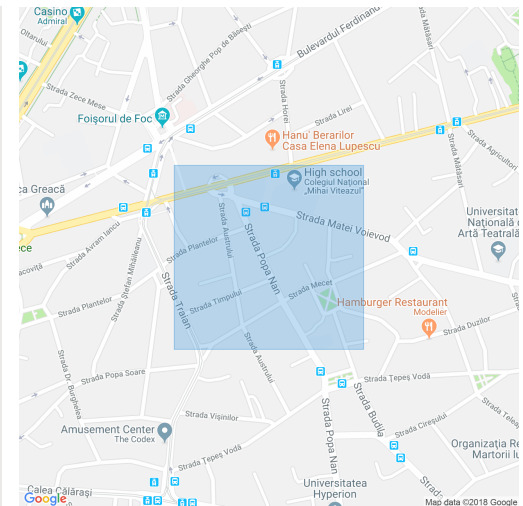 Casino
Admiral
Oltarului
Strada Gheorghe Pop de Băsești
Bulevardul Ferdinand
Strada Mătăsari
Strada Zece Mese
Foișorul de Foc
Strada Horei
Strada Lirei
Hanu' Berarilor
Casa Elena Lupescu
Strada Agricultori
Strada Mătăsari
High school
Colegiul Național
„Mihai Viteazul"
ca Greacă
Strada Avram Iancu
Strada Ștefan Mihăileanu
Strada Plantelor
Strada Austrului
Strada Popa Nan
Strada Matei Voievod
Universitat
Națională d
Artă Teatrală
Strada Traian
Strada Timpului
Strada Mecet
Hamburger Restaurant
Modelier
Strada Plantelor
Strada Duzilor
Strada Popa Soare
Strada Austrului
Strada Țepeș Vodă
Strada Dr. Burghelea
Strada Vișinilor
Amusement Center
The Codex
Strada Budila
Strada Popa Nan
Strada Cireșului
Strada Țepeș Vodă
Organizația Re
Martorii lu
Calea Călărași
Universitatea
Hyperion
Google
Map data ©2018 Google